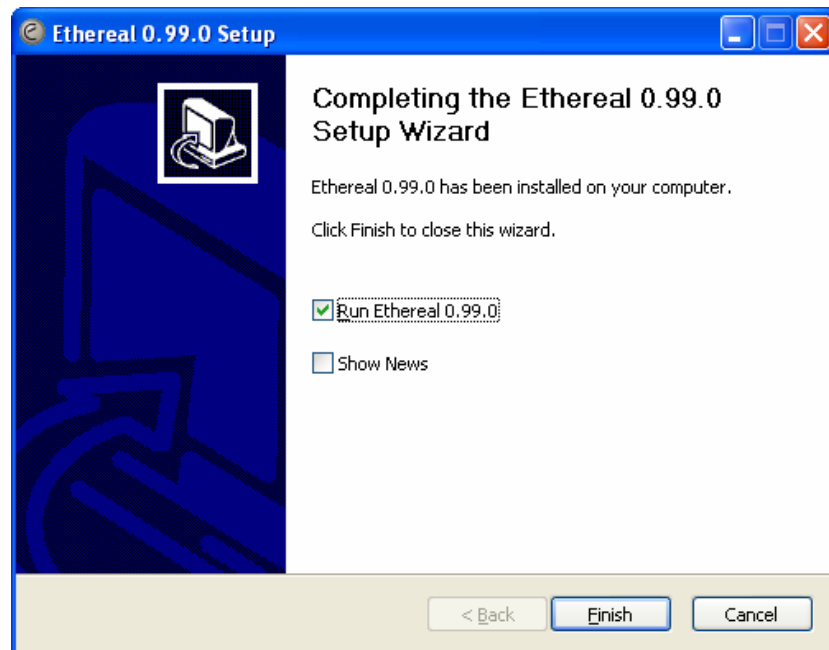 Ethereal 0.99.0 Setup
Completing the Ethereal 0.99.0
Setup Wizard
Ethereal 0.99.0 has been installed on your computer.
Click Finish to close this wizard.
Run Ethereal 0.99.0
Show News
< Back Finish Cancel